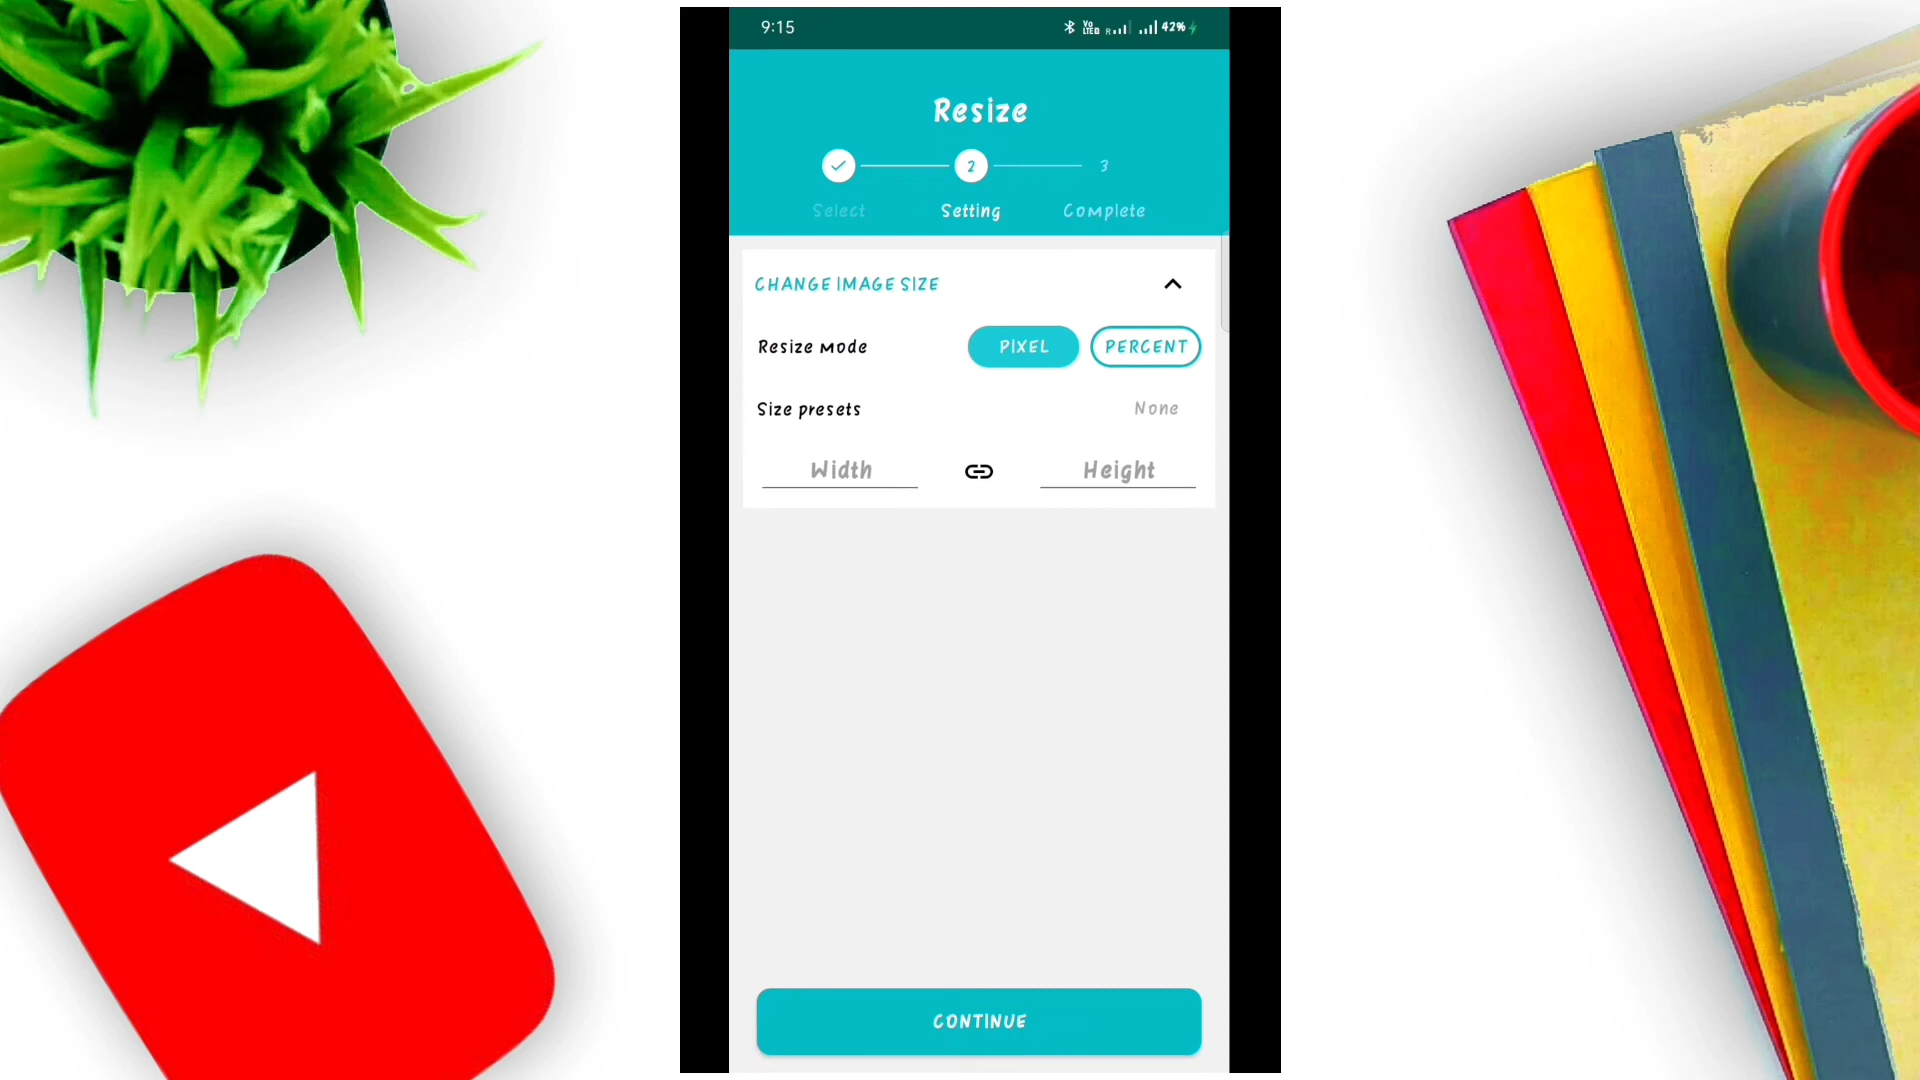 9:15
42%
Resize
2
3
Select
Setting
Complete
CHANGE IMAGE SIZE
Resize mode
PIXEL
PERCENT
Size presets
None
Width
Height
CONTINUE